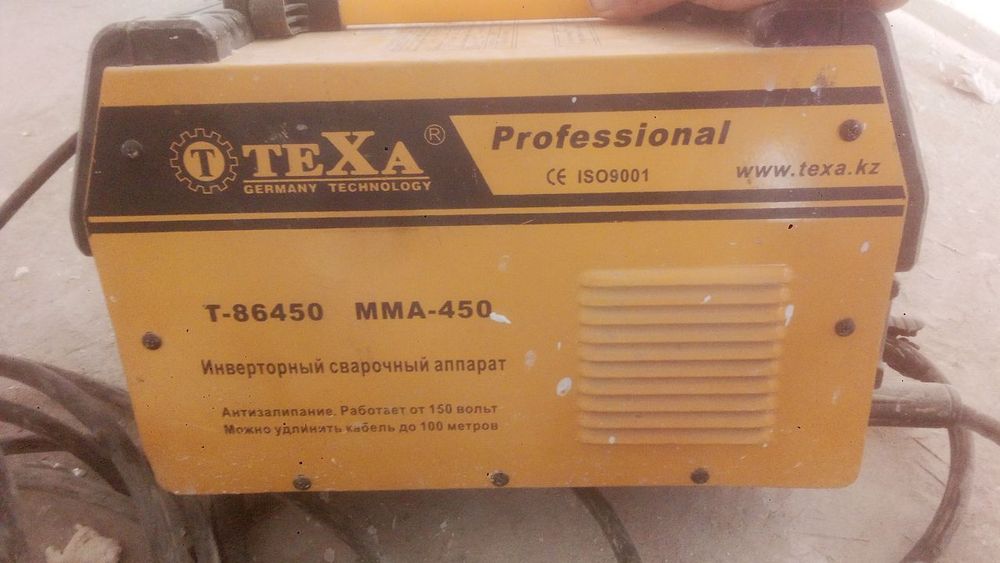 T TEXA ®
GERMANY TECHNOLOGY
Professional
CE ISO9001
www.texa.kz
T-86450 MMA-450
Инверторный сварочный аппарат
Антизалипание. Работает от 150 вольт
Можно удлинить кабель до 100 метров